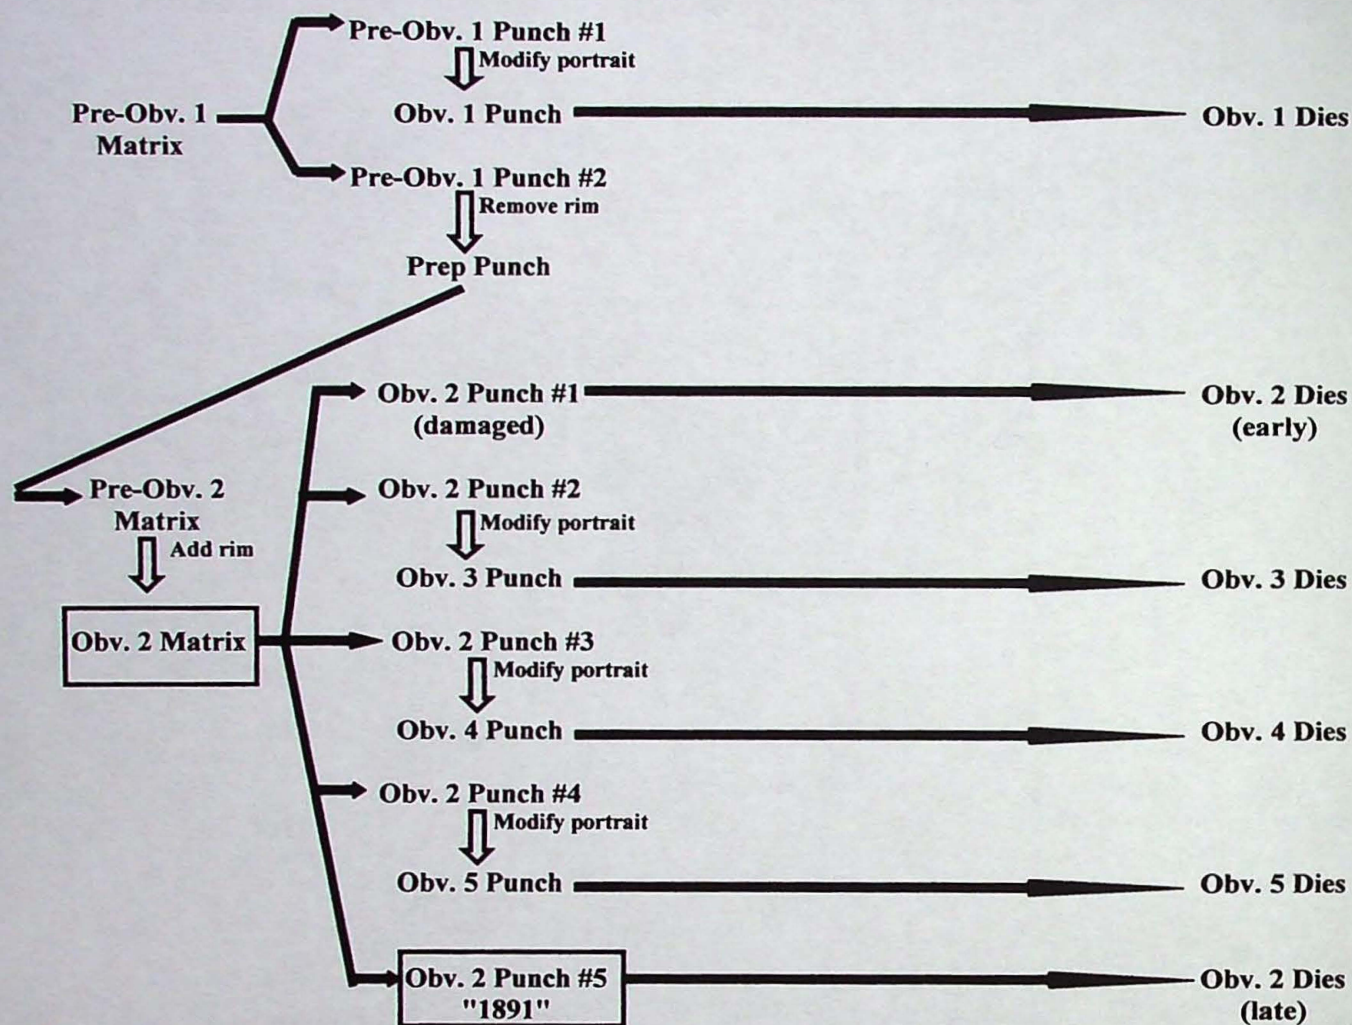 Pre-Obv. 1 Punch #1
Modify portrait
Pre-Obv. 1
Matrix
Obv. 1 Punch
Obv. 1 Dies
Pre-Obv. 1 Punch #2
Remove rim
Prep Punch
Obv. 2 Punch #1
(damaged)
Obv. 2 Dies
(early)
Pre-Obv. 2
Matrix
Add rim
Obv. 2 Punch #2
Modify portrait
Obv. 3 Punch
Obv. 3 Dies
Obv. 2 Matrix
Obv. 2 Punch #3
Modify portrait
Obv. 4 Punch
Obv. 4 Dies
Obv. 2 Punch #4
Modify portrait
Obv. 5 Punch
Obv. 5 Dies
Obv. 2 Punch #5
"1891"
Obv. 2 Dies
(late)